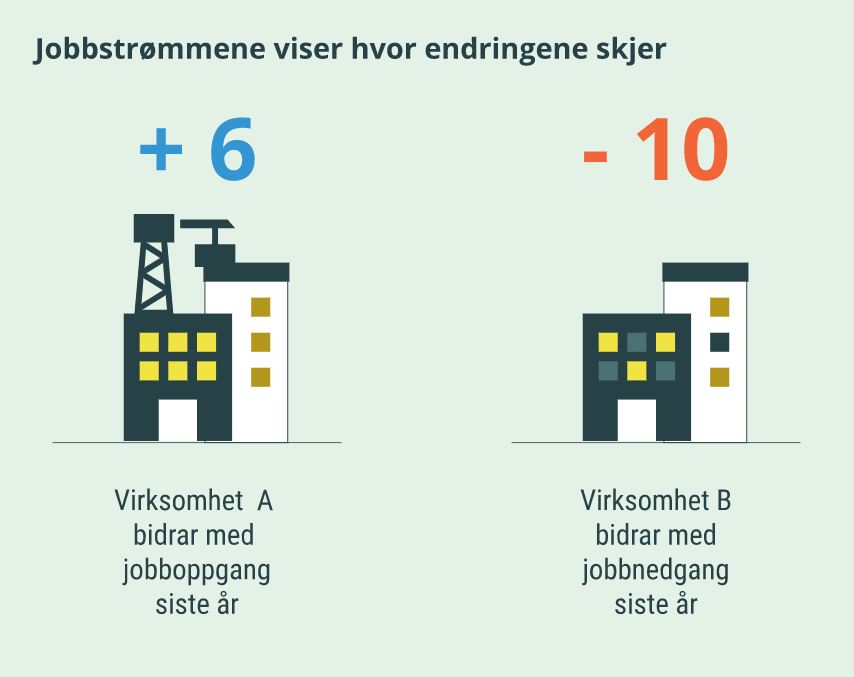 Jobbstrømmene viser hvor endringene skjer
+ 6
- 10
Virksomhet A
bidrar med
jobboppgang
siste år
Virksomhet B
bidrar med
jobbnedgang
siste år